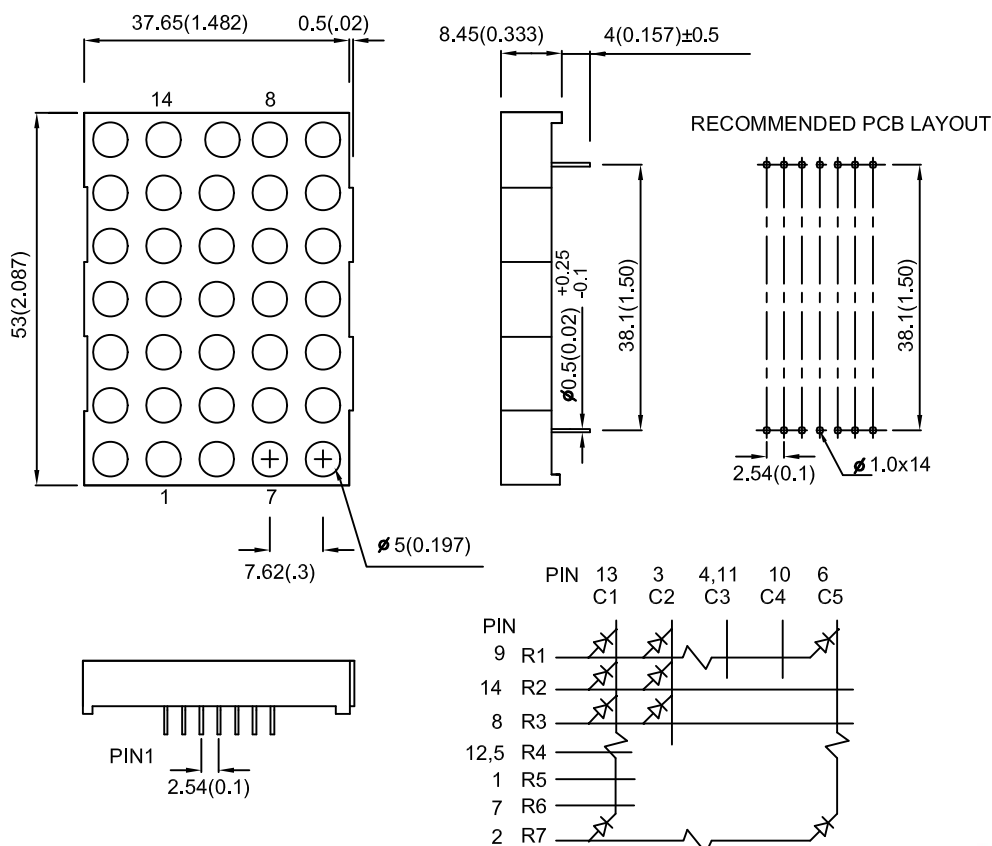 37.65(1.482)
0.5(.02)
8.45(0.333)
4(0.157)±0.5
14
8
RECOMMENDED PCB LAYOUT
53(2.087)
ø0.5(0.02) +0.25 -0.1
38.1(1.50)
38.1(1.50)
2.54(0.1)
ø1.0x14
1
7
ø5(0.197)
7.62(.3)
PIN 13 3 4,11 10 6
C1 C2 C3 C4 C5
PIN
9 R1
14 R2
8 R3
12,5 R4
1 R5
7 R6
2 R7
PIN1
2.54(0.1)